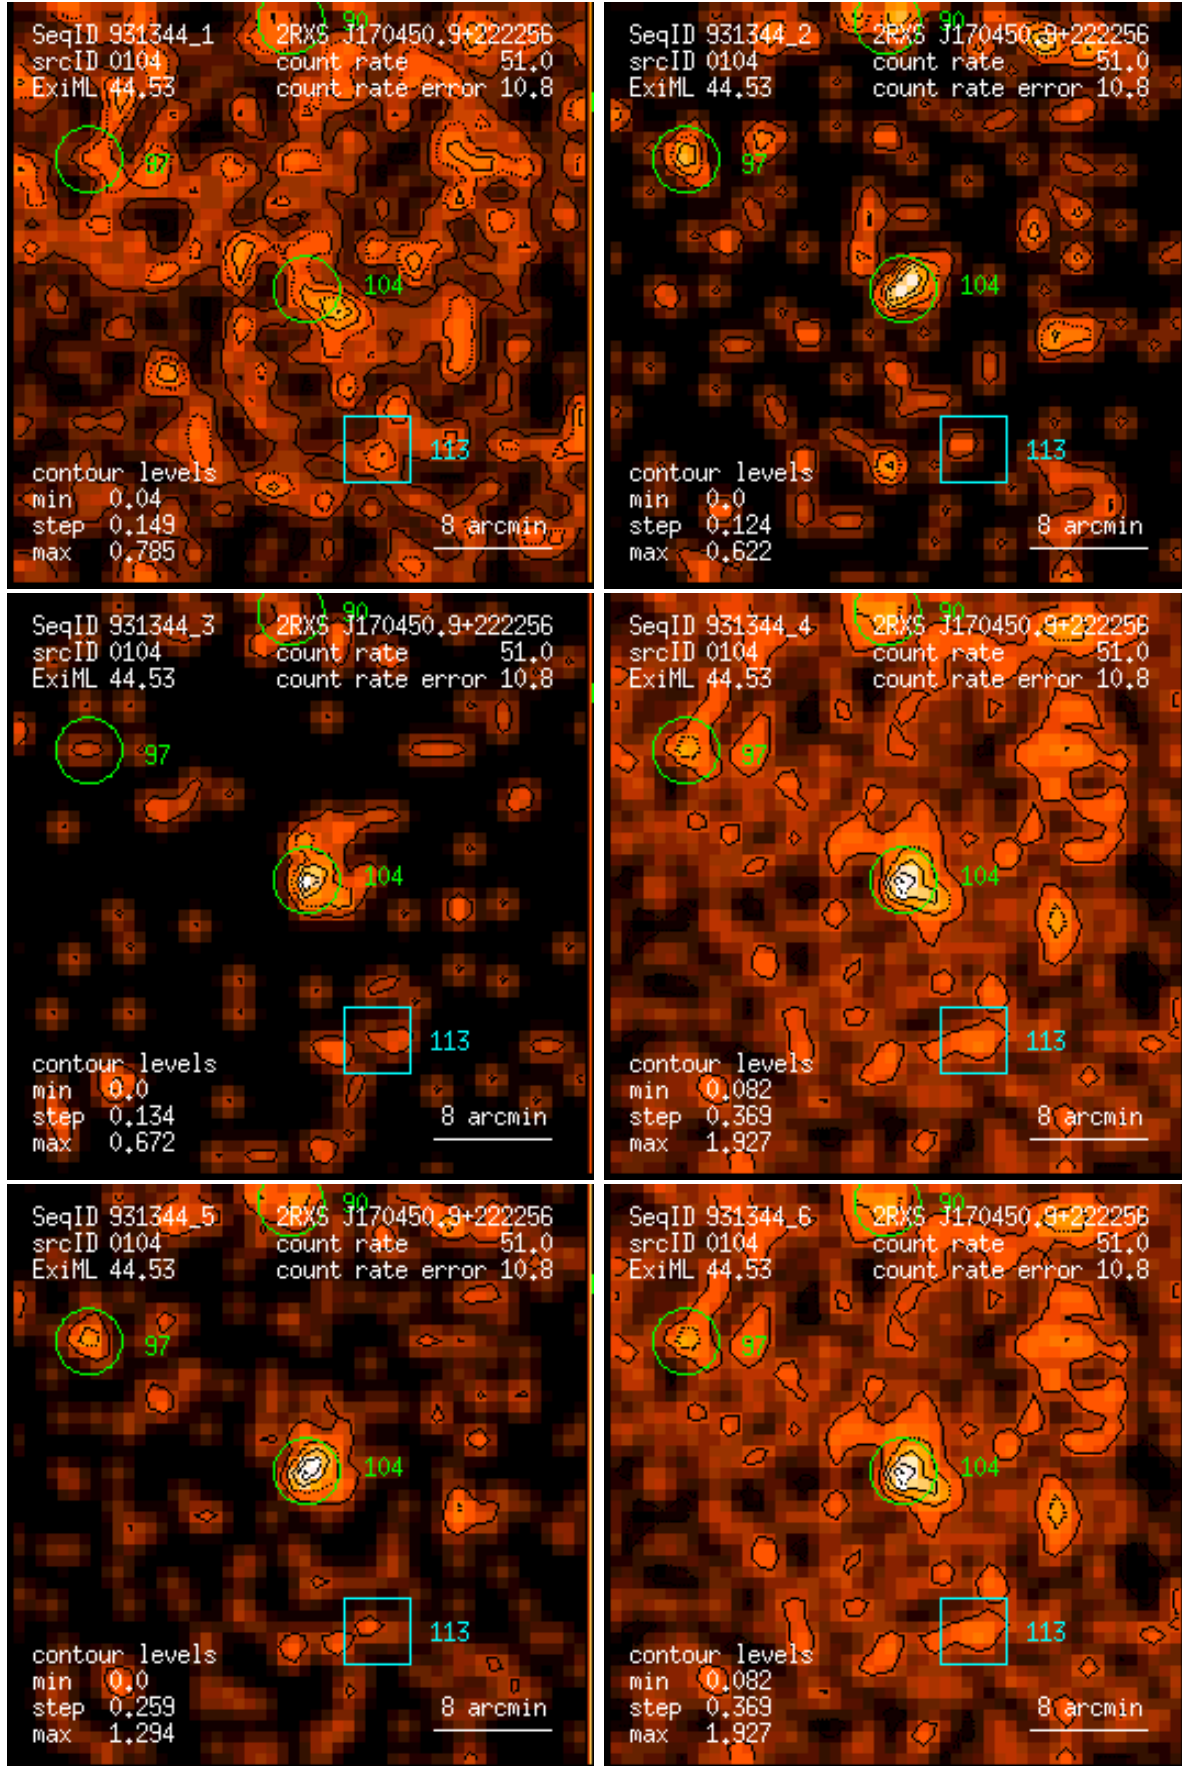 90
SeqID 931344_1 2RXS J170450.9+222256
srcID 0104 count rate 51.0
ExiML 44.53 count rate error 10.8
97
104
113
contour levels
min 0.04
step 0.149 8 arcmin
max 0.785
90
SeqID 931344_2 2RXS J170450.9+222256
srcID 0104 count rate 51.0
ExiML 44.53 count rate error 10.8
97
104
113
contour levels
min 0.0
step 0.124 8 arcmin
max 0.622
90
SeqID 931344_3 2RXS J170450.9+222256
srcID 0104 count rate 51.0
ExiML 44.53 count rate error 10.8
97
104
113
contour levels
min 0.0
step 0.134 8 arcmin
max 0.672
90
SeqID 931344_4 2RXS J170450.9+222256
srcID 0104 count rate 51.0
ExiML 44.53 count rate error 10.8
97
104
113
contour levels
min 0.082
step 0.369 8 arcmin
max 1.927
90
SeqID 931344_5 2RXS J170450.9+222256
srcID 0104 count rate 51.0
ExiML 44.53 count rate error 10.8
97
104
113
contour levels
min 0.0
step 0.259 8 arcmin
max 1.294
90
SeqID 931344_6 2RXS J170450.9+222256
srcID 0104 count rate 51.0
ExiML 44.53 count rate error 10.8
97
104
113
contour levels
min 0.082
step 0.369 8 arcmin
max 1.927